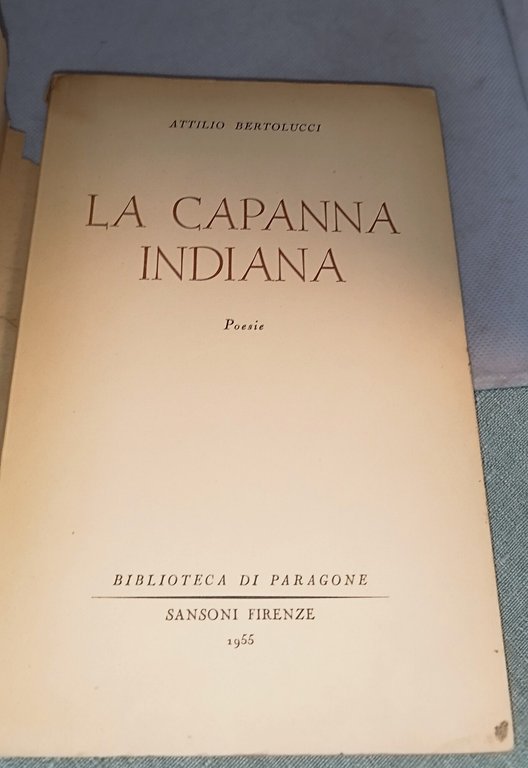 ATTILIO BERTOLUCCI
LA CAPANNA
INDIANA
Poesie
BIBLIOTECA DI PARAGONE
SANSONI FIRENZE
1955